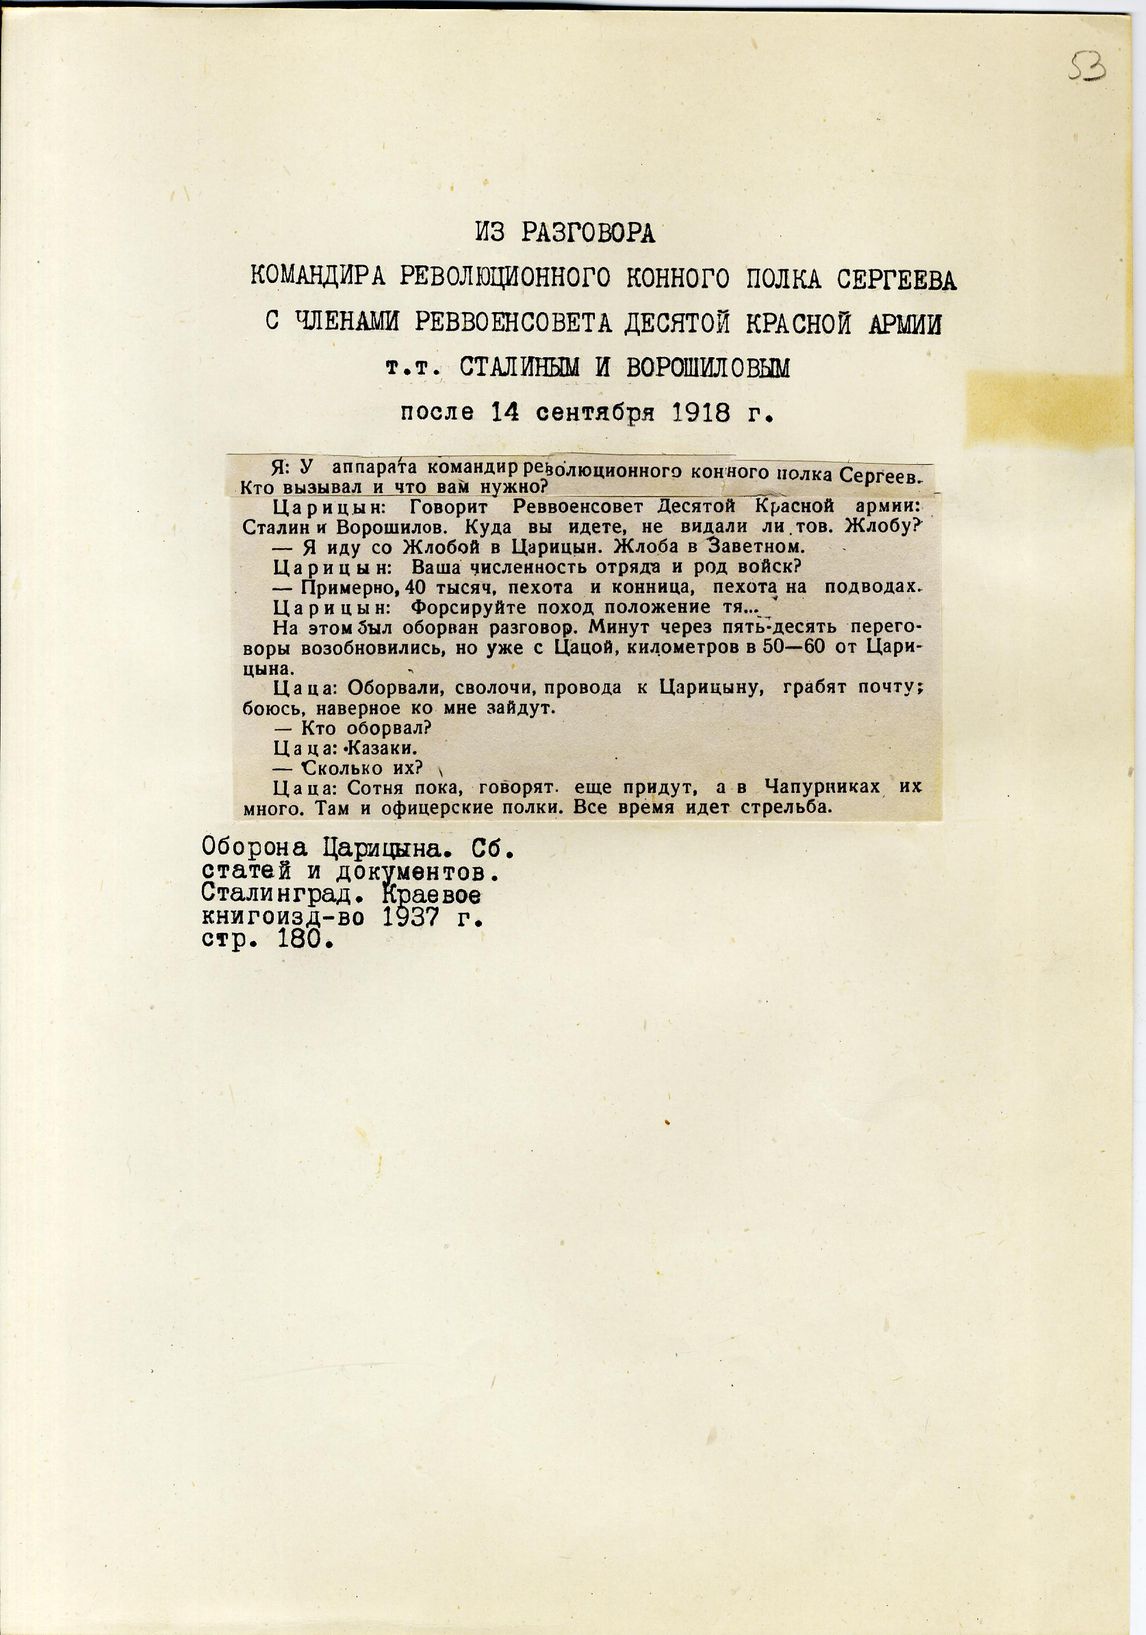 53
ИЗ РАЗГОВОРА
КОМАНДИРА РЕВОЛЮЦИОННОГО КОННОГО ПОЛКА СЕРГЕЕВА
С ЧЛЕНАМИ РЕВВОЕНСОВЕТА ДЕСЯТОЙ КРАСНОЙ АРМИИ
т.т. СТАЛИНЫМ И ВОРОШИЛОВЫМ
после 14 сентября 1918 г.
Я: У аппарата командир революционного конного полка Сергеев.
Кто вызывал и что вам нужно?
Царицын: Говорит Реввоенсовет Десятой Красной армии:
Сталин и Ворошилов. Куда вы идете, не видали ли тов. Жлобу?
— Я иду со Жлобой в Царицын. Жлоба в Заветном.
Царицын: Ваша численность отряда и род войск?
— Примерно, 40 тысяч, пехота и конница, пехота на подводах.
Царицын: Форсируйте поход положение тя...
На этом был оборван разговор. Минут через пять-десять перего-
воры возобновились, но уже с Цацой, километров в 50—60 от Цари-
цына.
Цаца: Оборвали, сволочи, провода к Царицыну, грабят почту;
боюсь, наверное ко мне зайдут.
— Кто оборвал?
Цаца: Казаки.
— Сколько их?
Цаца: Сотня пока, говорят. еще придут, а в Чапурниках их
много. Там и офицерские полки. Все время идет стрельба.
Оборона Царицына. Сб.
статей и документов.
Сталинград. Краевое
книгоизд-во 1937 г.
стр. 180.